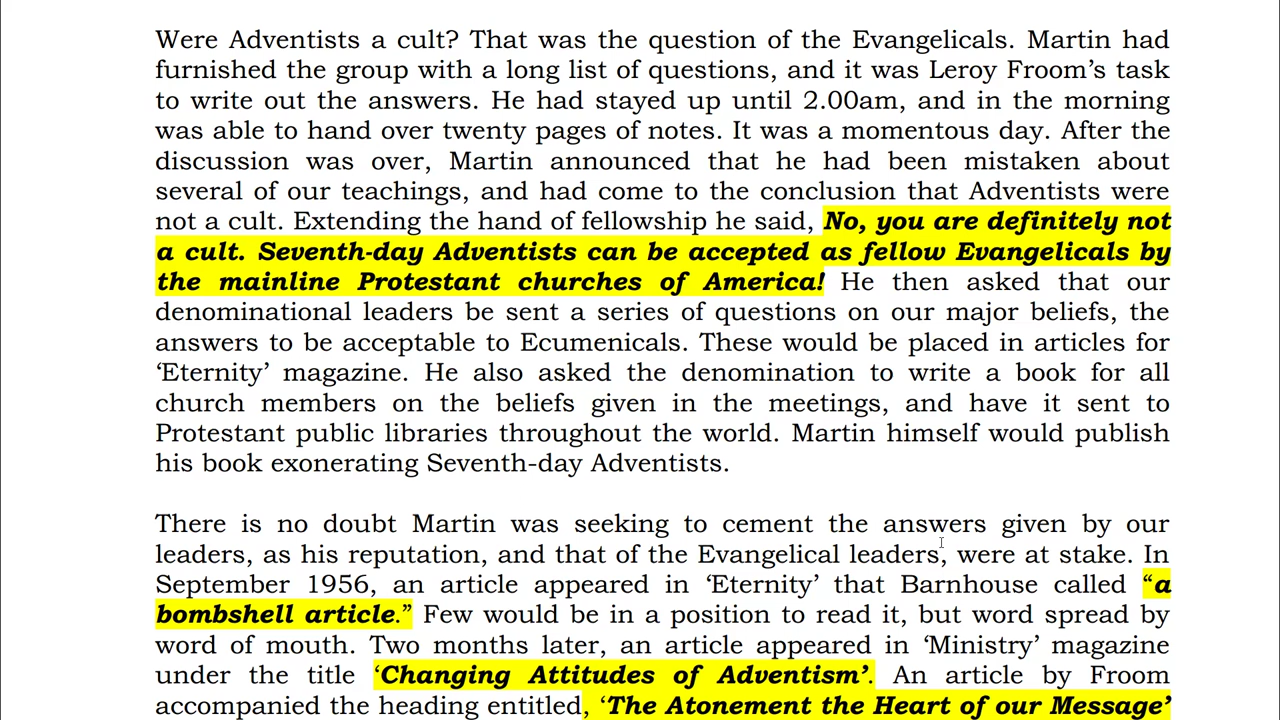 Were Adventists a cult? That was the question of the Evangelicals. Martin had
furnished the group with a long list of questions, and it was Leroy Froom’s task
to write out the answers. He had stayed up until 2.00am, and in the morning
was able to hand over twenty pages of notes. It was a momentous day. After the
discussion was over, Martin announced that he had been mistaken about
several of our teachings, and had come to the conclusion that Adventists were
not a cult. Extending the hand of fellowship he said, No, you are definitely not
a cult. Seventh-day Adventists can be accepted as fellow Evangelicals by
the mainline Protestant churches of America! He then asked that our
denominational leaders be sent a series of questions on our major beliefs, the
answers to be acceptable to Ecumenicals. These would be placed in articles for
‘Eternity’ magazine. He also asked the denomination to write a book for all
church members on the beliefs given in the meetings, and have it sent to
Protestant public libraries throughout the world. Martin himself would publish
his book exonerating Seventh-day Adventists.
There is no doubt Martin was seeking to cement the answers given by our
leaders, as his reputation, and that of the Evangelical leaders, were at stake. In
September 1956, an article appeared in ‘Eternity’ that Barnhouse called “a
bombshell article.” Few would be in a position to read it, but word spread by
word of mouth. Two months later, an article appeared in ‘Ministry’ magazine
under the title ‘Changing Attitudes of Adventism’. An article by Froom
accompanied the heading entitled, ‘The Atonement the Heart of our Message’